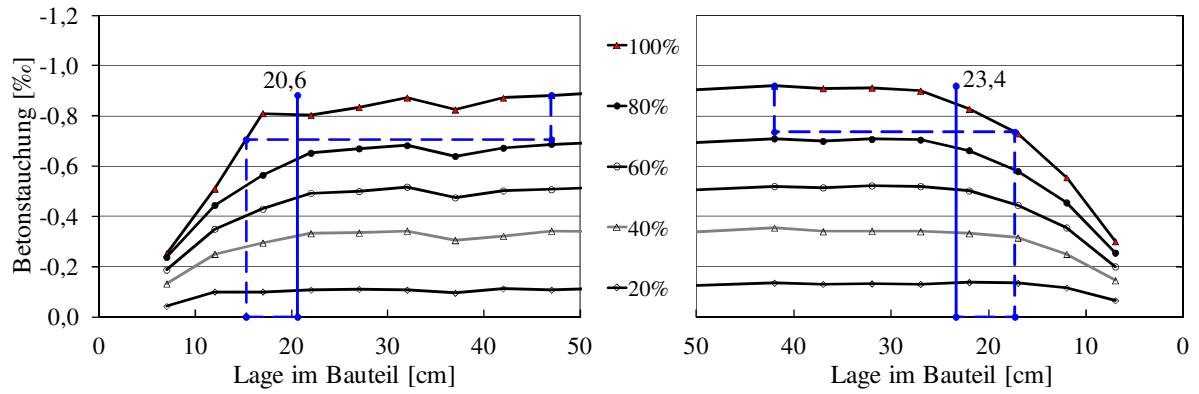 -1,2
-1,0
-0,8
-0,6
-0,4
-0,2
0,0
Betonstauchung [‰]
20,6
0 10 20 30 40 50
Lage im Bauteil [cm]
100%
80%
60%
40%
20%
23,4
50 40 30 20 10 0
Lage im Bauteil [cm]